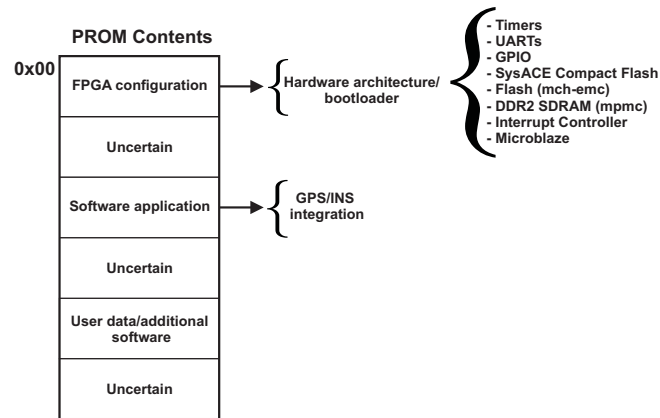 PROM Contents
0x00
FPGA configuration
Hardware architecture/
bootloader
- Timers
- UARTs
- GPIO
- SysACE Compact Flash
- Flash (mch-emc)
- DDR2 SDRAM (mpmc)
- Interrupt Controller
- Microblaze
Uncertain
Software application
GPS/INS
integration
Uncertain
User data/additional
software
Uncertain